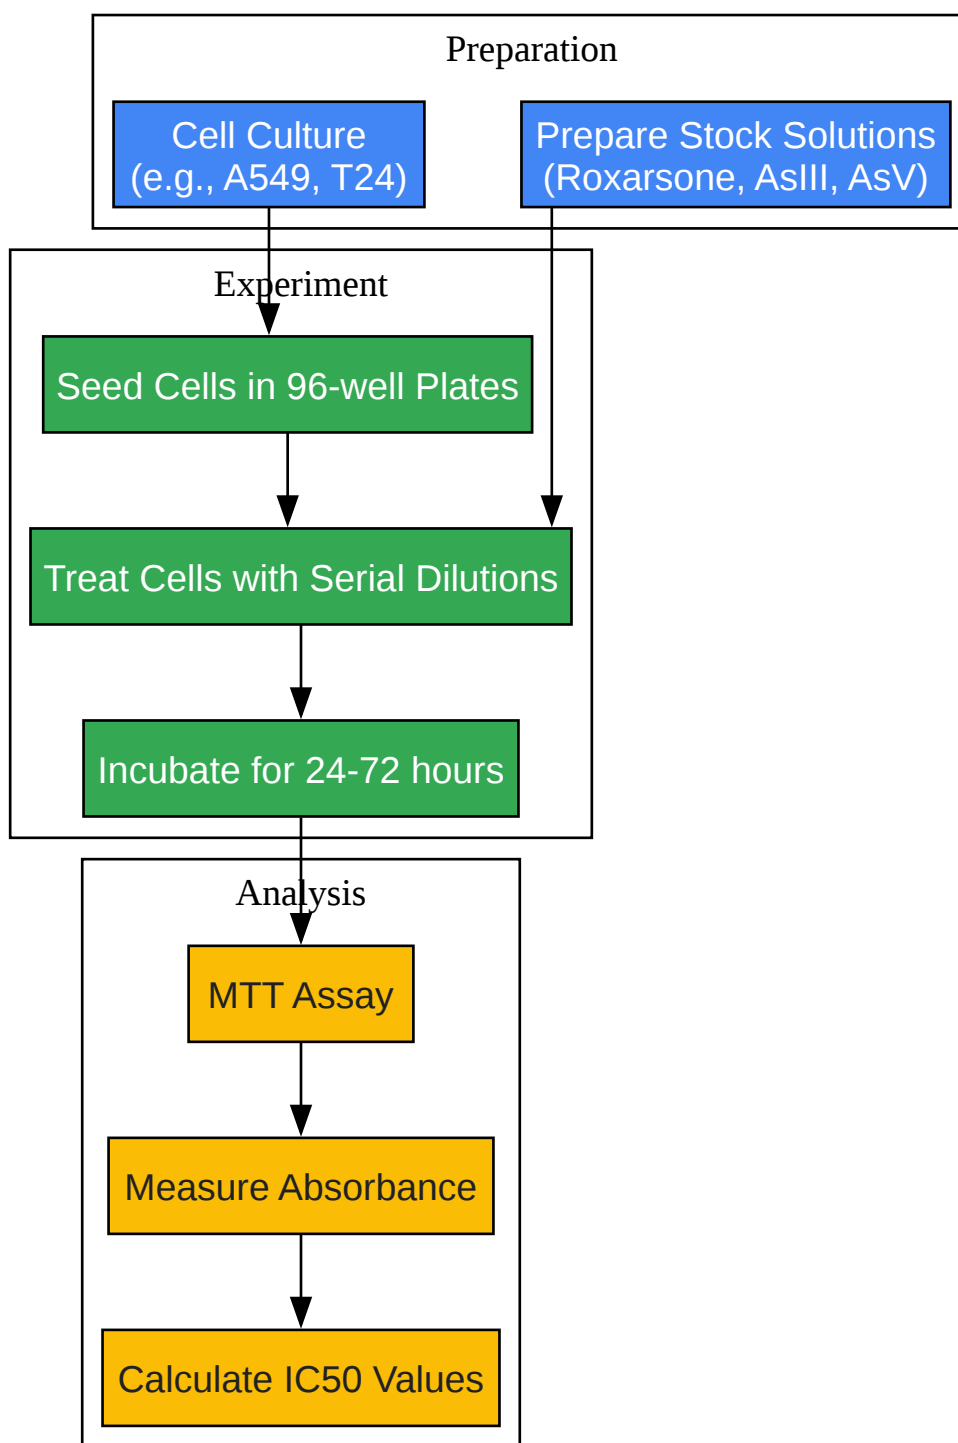 Preparation
Cell Culture
(e.g., A549, T24)
Prepare Stock Solutions
(Roxarsone, AsIII, AsV)
Experiment
Seed Cells in 96-well Plates
Treat Cells with Serial Dilutions
Incubate for 24-72 hours
Analysis
MTT Assay
Measure Absorbance
Calculate IC50 Values